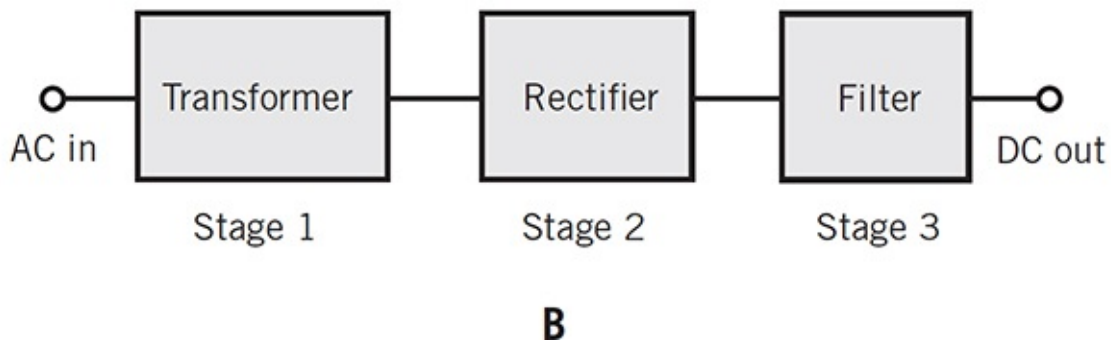 Transformer
Rectifier
Filter
AC in
DC out
Stage 1
Stage 2
Stage 3
B